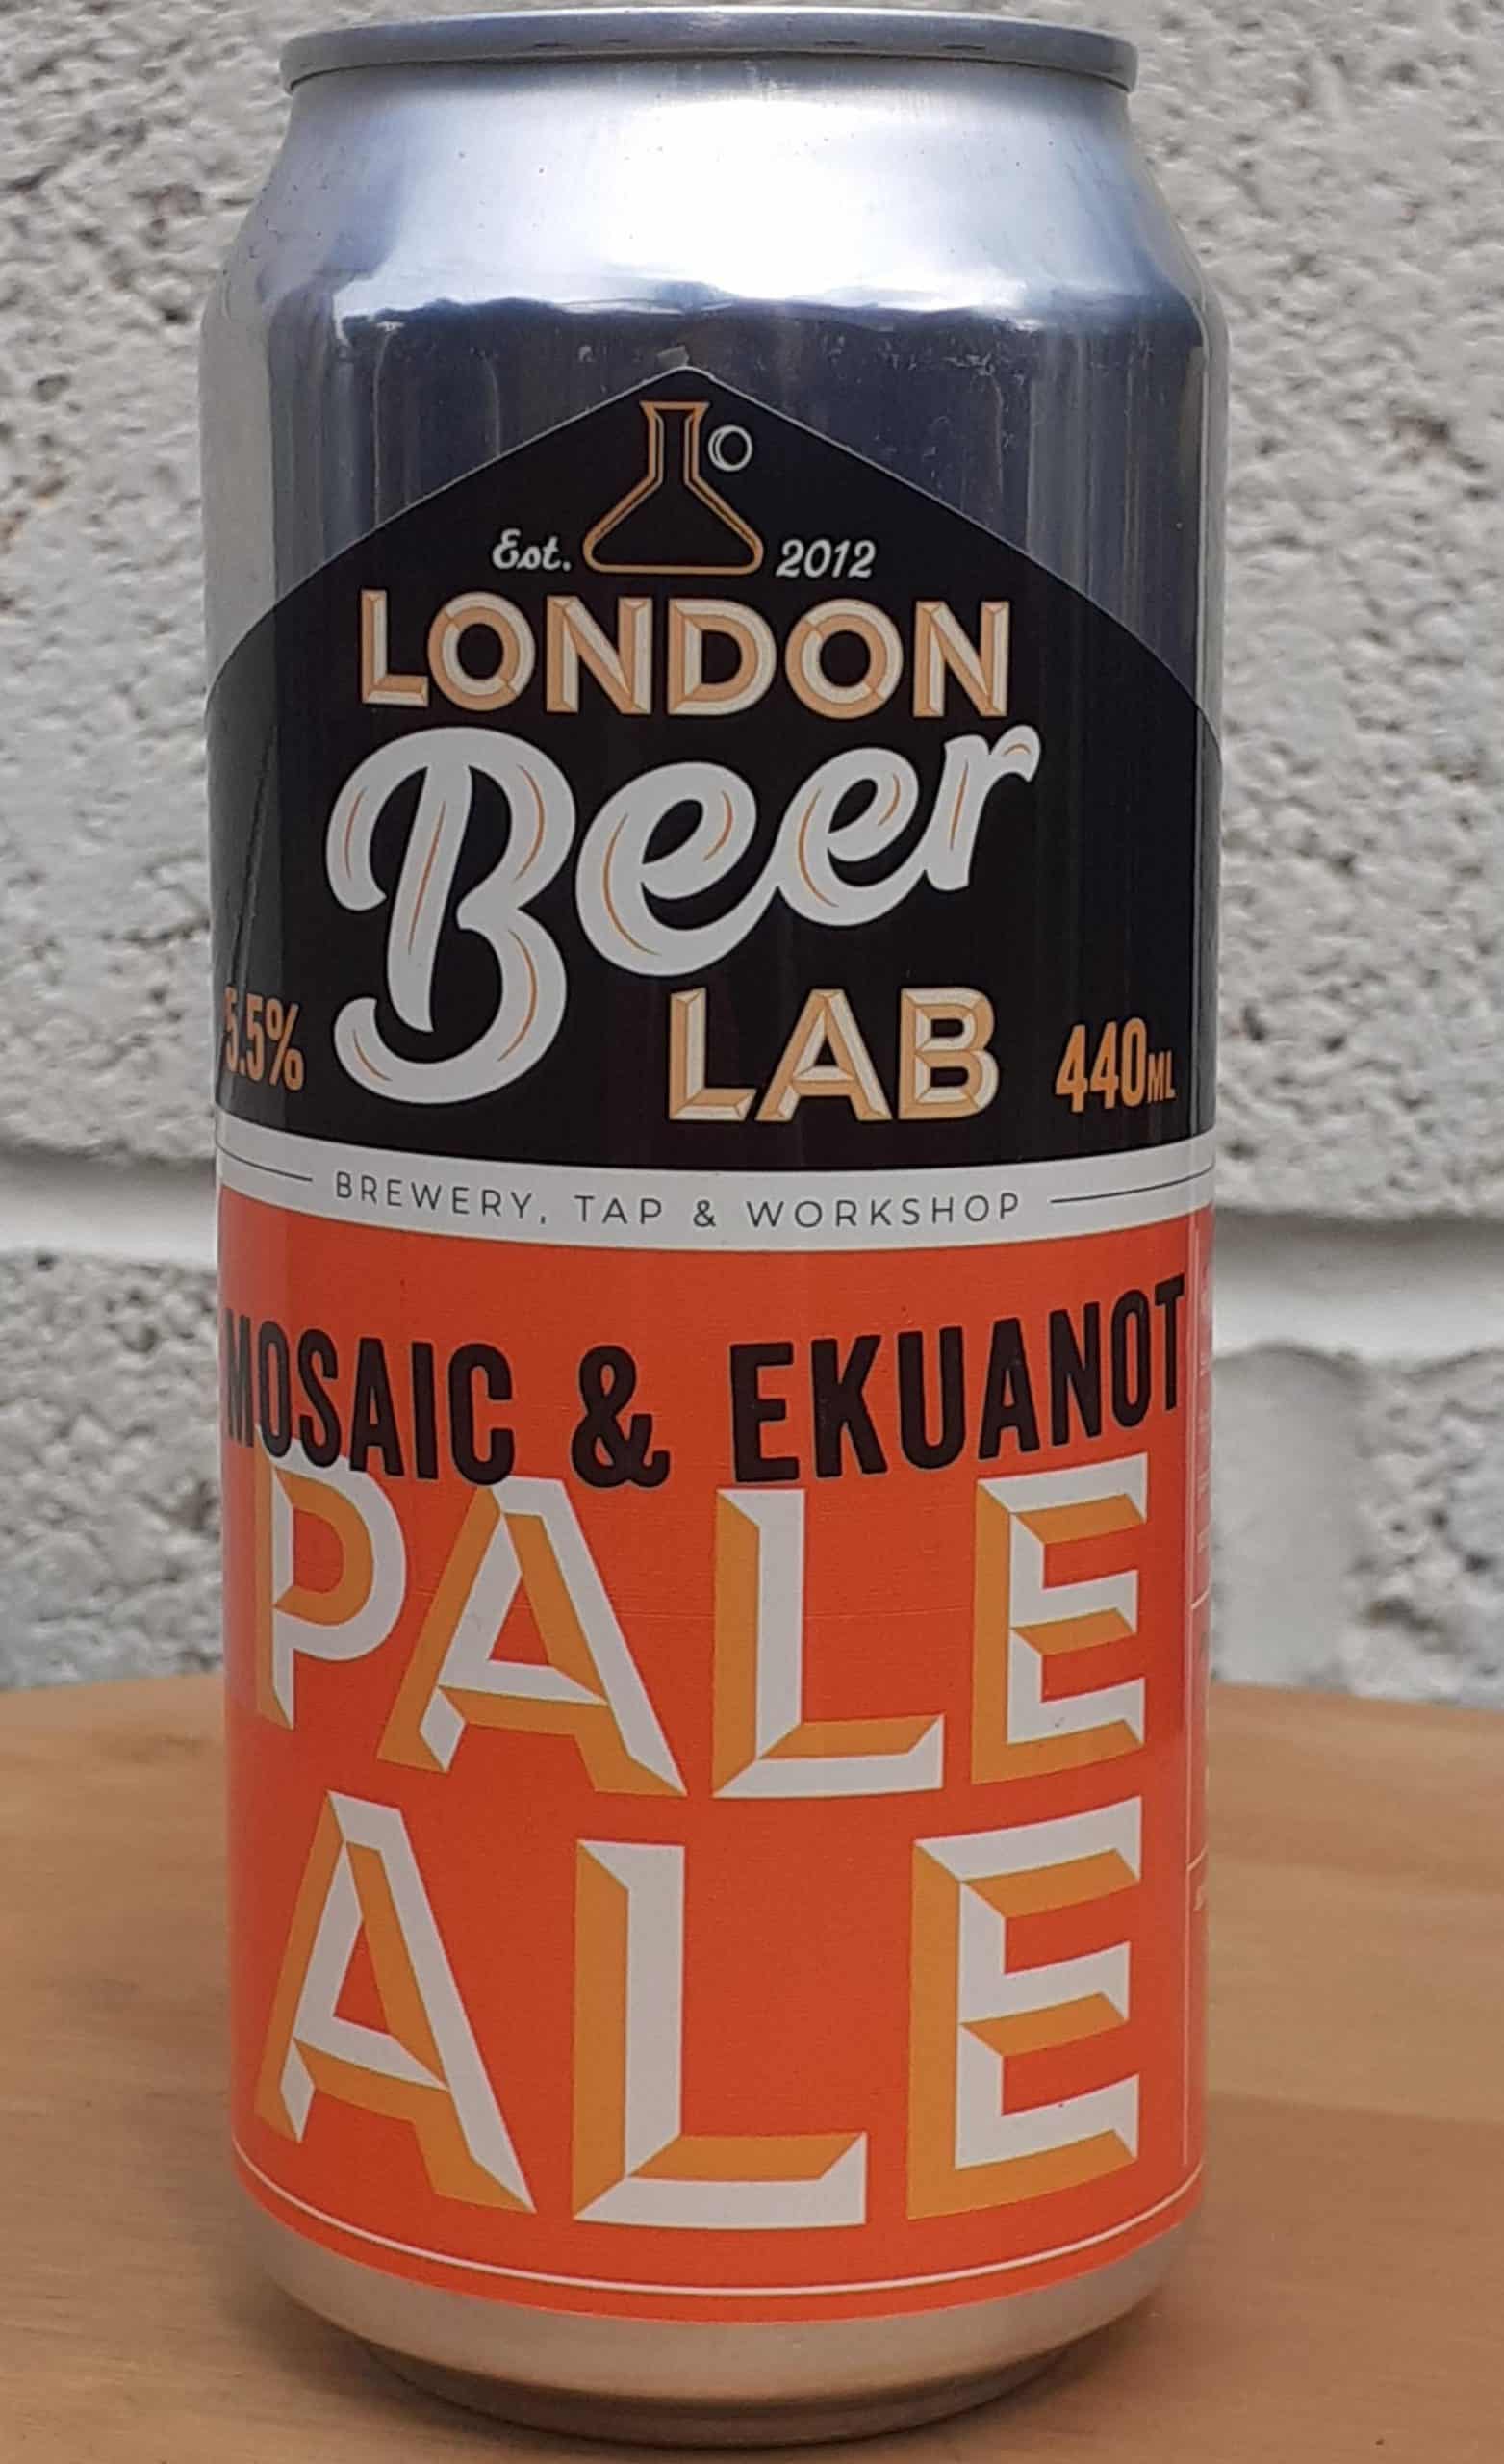 Est. 2012
LONDON
Beer
LAB
5.5%
440ML
BREWERY, TAP & WORKSHOP
MOSAIC & EKUANOT
PALE
ALE